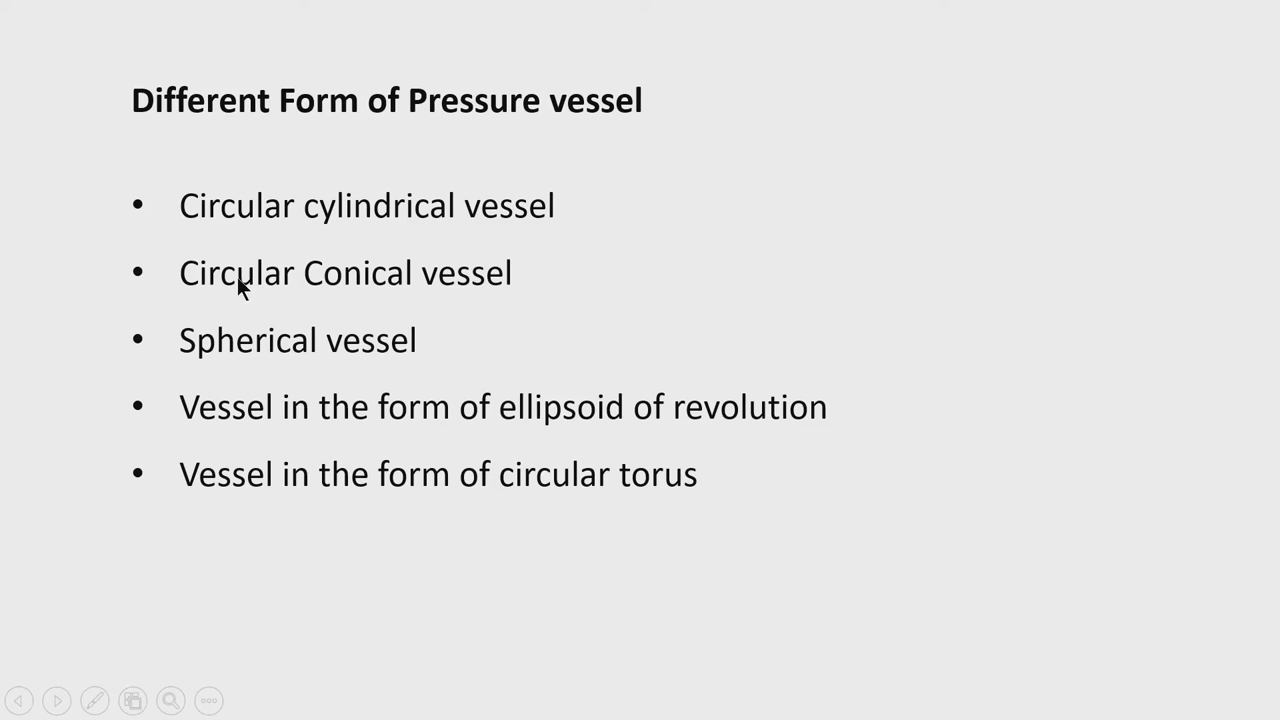 Different Form of Pressure vessel
• Circular cylindrical vessel
• Circular Conical vessel
• Spherical vessel
• Vessel in the form of ellipsoid of revolution
• Vessel in the form of circular torus